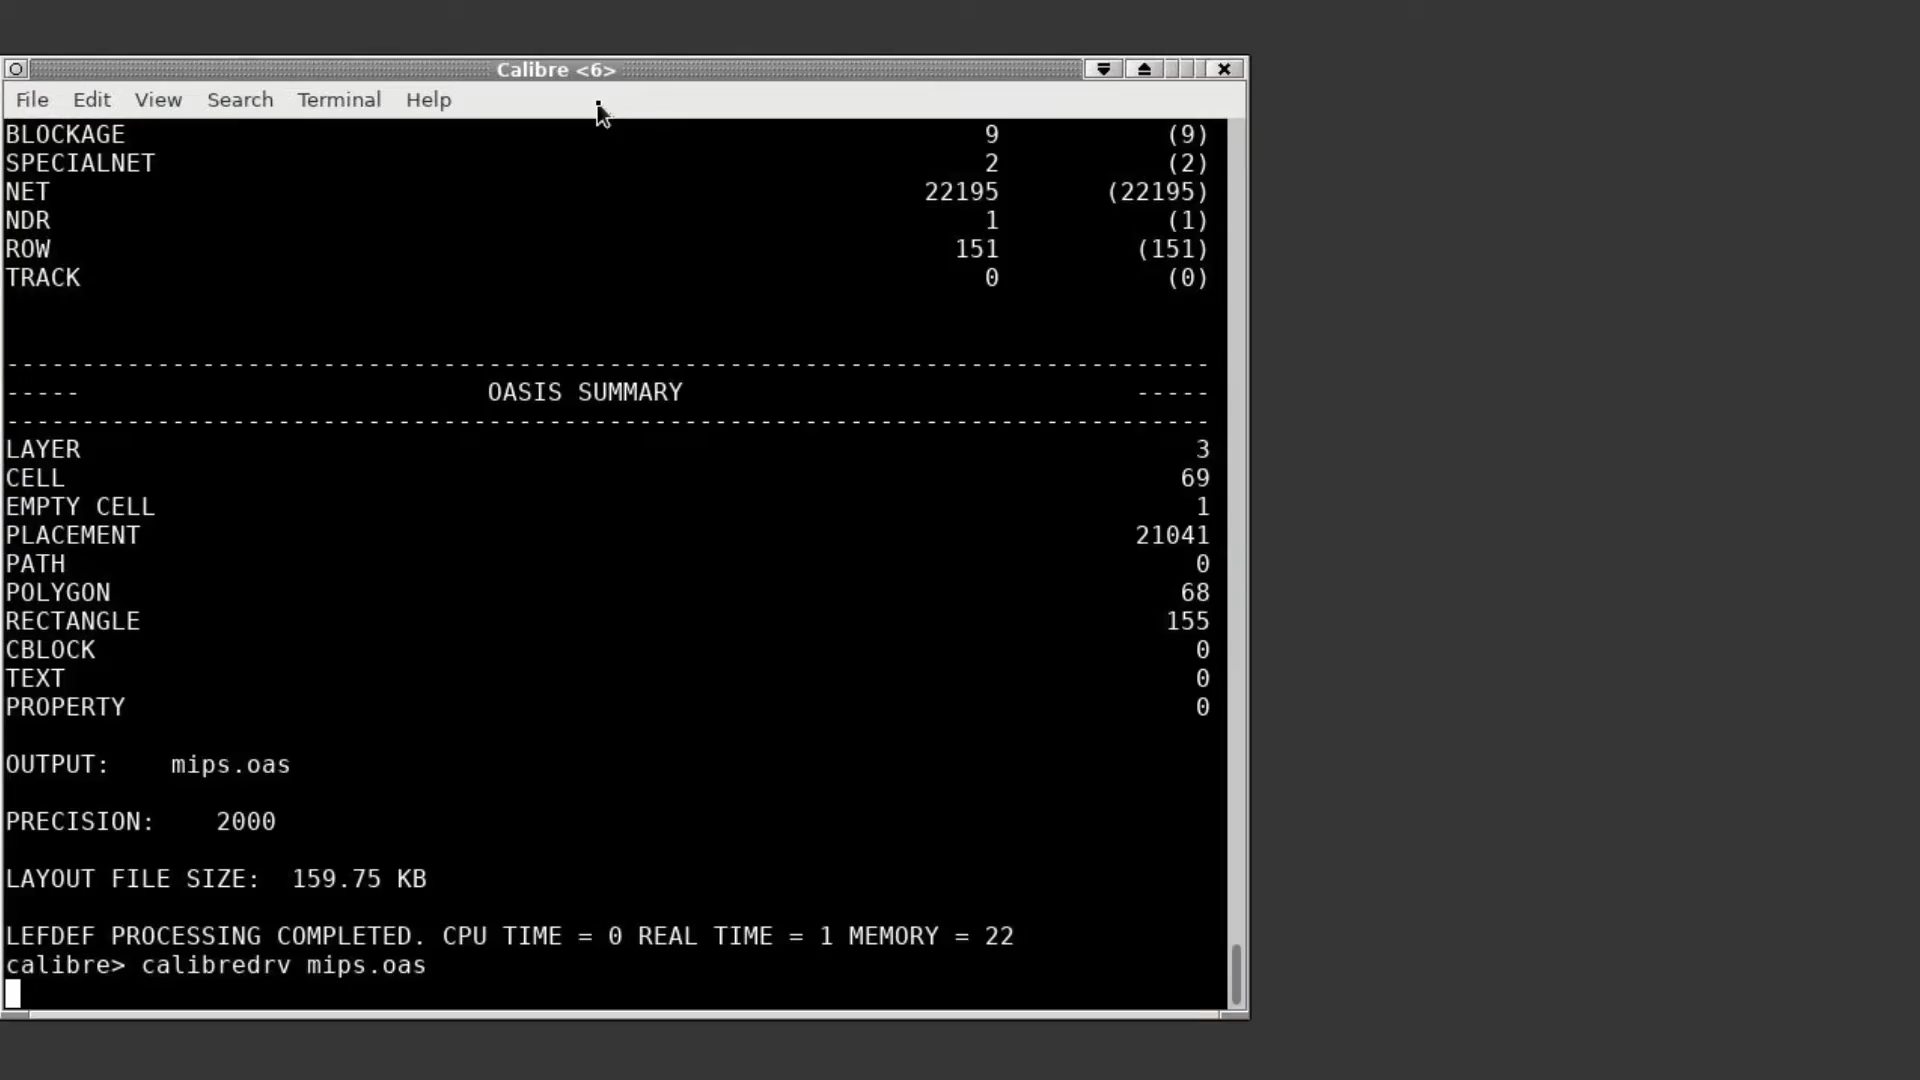 Calibre <6>
File Edit View Search Terminal Help
BLOCKAGE 9 (9)
SPECIALNET 2 (2)
NET 22195 (22195)
NDR 1 (1)
ROW 151 (151)
TRACK 0 (0)
--------------------------------------------------------------------------------
----- OASIS SUMMARY -----
--------------------------------------------------------------------------------
LAYER 3
CELL 69
EMPTY CELL 1
PLACEMENT 21041
PATH 0
POLYGON 68
RECTANGLE 155
CBLOCK 0
TEXT 0
PROPERTY 0
OUTPUT: mips.oas
PRECISION: 2000
LAYOUT FILE SIZE: 159.75 KB
LEFDEF PROCESSING COMPLETED. CPU TIME = 0 REAL TIME = 1 MEMORY = 22
calibre> calibredrv mips.oas